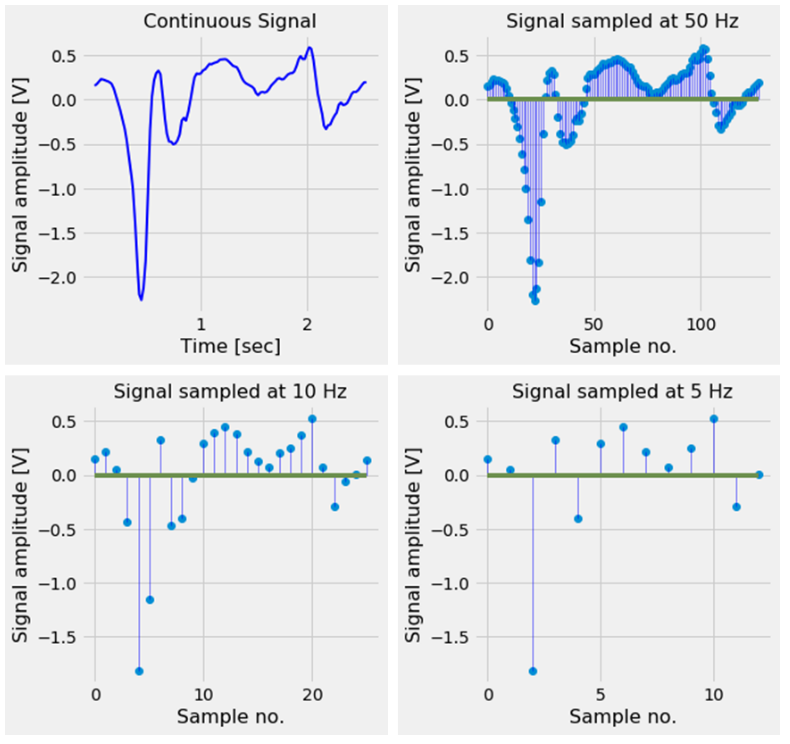 Continuous Signal
Signal amplitude [V]
0.5
0.0
−0.5
−1.0
−1.5
−2.0
1 2
Time [sec]
Signal sampled at 50 Hz
Signal amplitude [V]
0.5
0.0
−0.5
−1.0
−1.5
−2.0
0 50 100
Sample no.
Signal sampled at 10 Hz
Signal amplitude [V]
0.5
0.0
−0.5
−1.0
−1.5
0 10 20
Sample no.
Signal sampled at 5 Hz
Signal amplitude [V]
0.5
0.0
−0.5
−1.0
−1.5
0 5 10
Sample no.